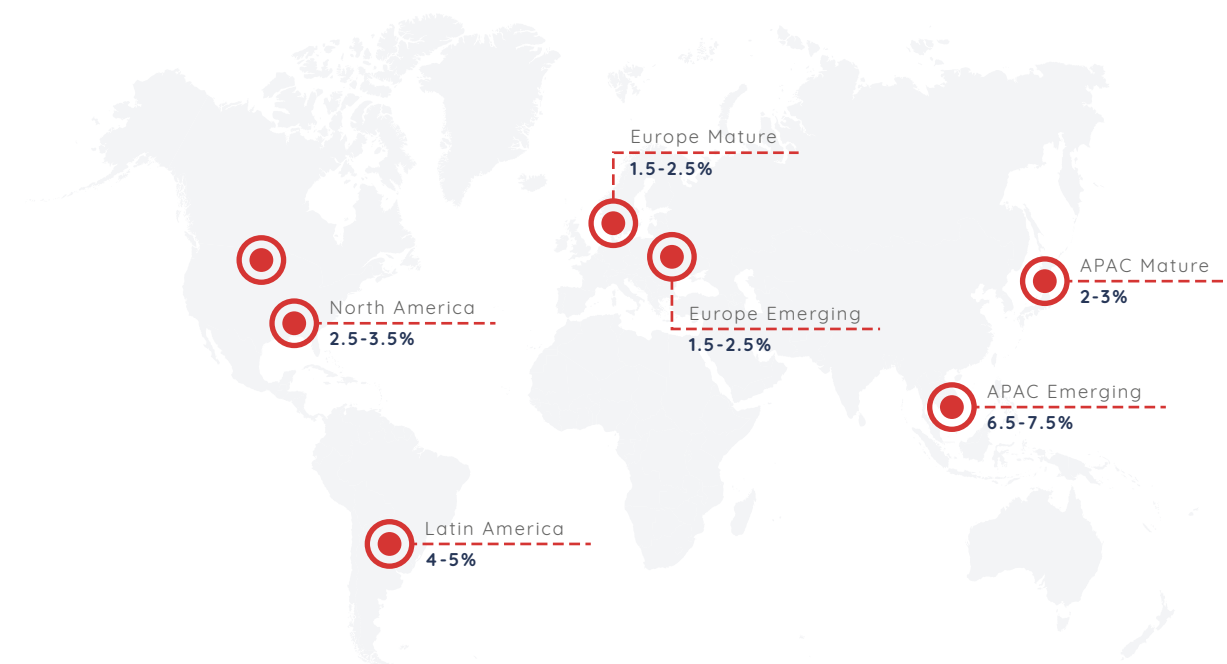 Europe Mature
1.5-2.5%
APAC Mature
2-3%
North America
2.5-3.5%
Europe Emerging
1.5-2.5%
APAC Emerging
6.5-7.5%
Latin America
4-5%